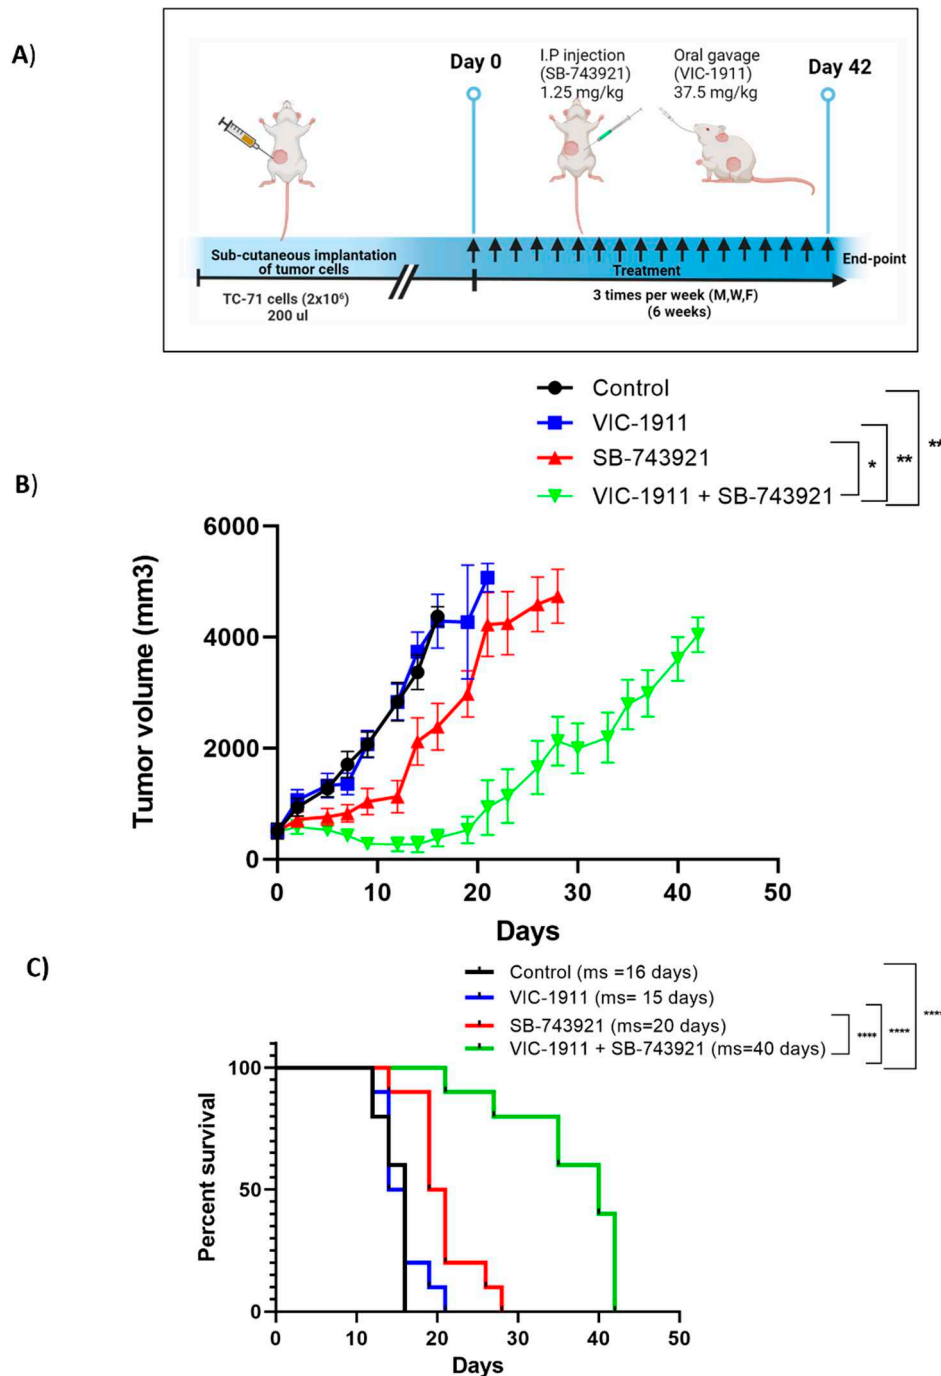 A)
Day 0
I.P injection
(SB-743921)
1.25 mg/kg
Oral gavage
(VIC-1911)
37.5 mg/kg
Day 42
Sub-cutaneous implantation
of tumor cells
TC-71 cells (2x10⁶)
200 ul
Treatment
End-point
3 times per week (M,W,F)
(6 weeks)
B)
Control
VIC-1911
SB-743921
VIC-1911 + SB-743921
*
**
**
Tumor volume (mm3)
6000
4000
2000
0
0 10 20 30 40 50
Days
C)
Control (ms =16 days)
VIC-1911 (ms= 15 days)
SB-743921 (ms=20 days)
VIC-1911 + SB-743921 (ms=40 days)
****
****
****
Percent survival
100
50
0
0 10 20 30 40 50
Days